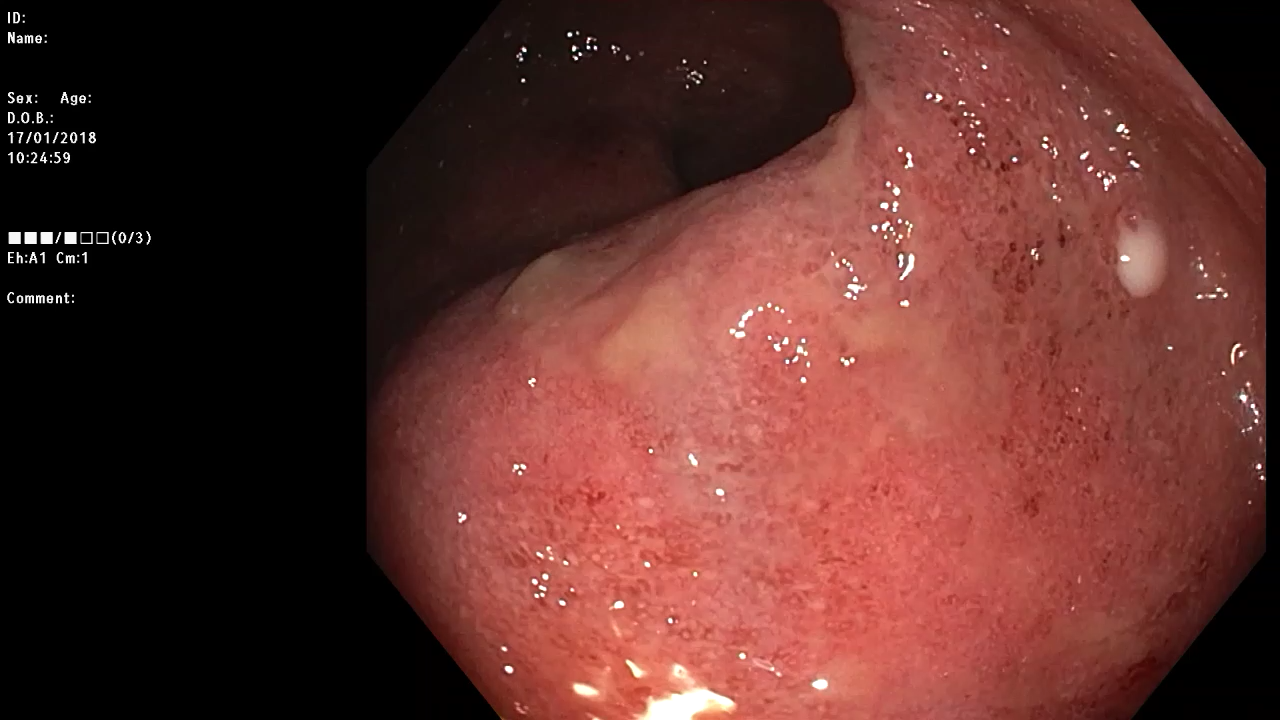 ID:
Name:
Sex: Age:
D.O.B.:
17/01/2018
10:24:59
■■■/■□□(0/3)
Eh:A1 Cm:1
Comment: